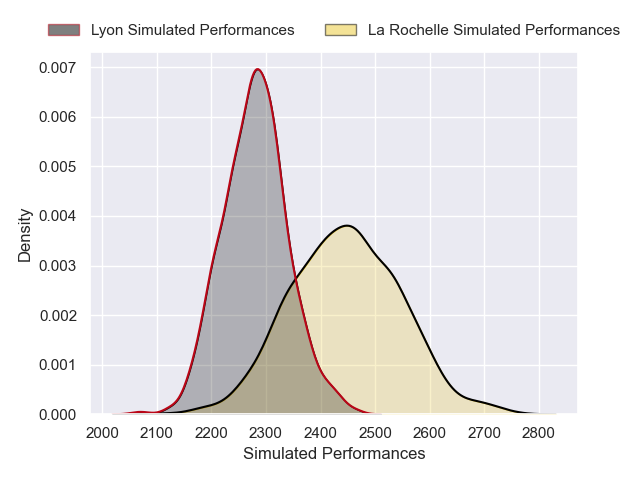 Lyon Simulated Performances
La Rochelle Simulated Performances
0.007
0.006
0.005
0.004
0.003
0.002
0.001
0.000
Density
2000 2100 2200 2300 2400 2500 2600 2700 2800
Simulated Performances